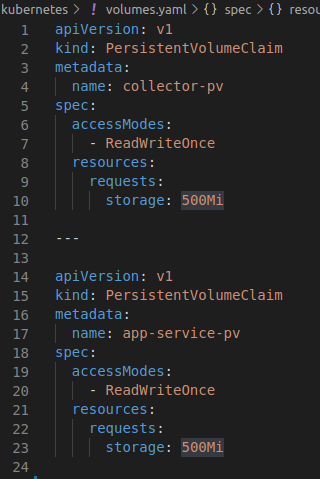 kubernetes > ! volumes.yaml > {} spec > {} resou
1 apiVersion: v1
2 kind: PersistentVolumeClaim
3 metadata:
4   name: collector-pv
5 spec:
6   accessModes:
7     - ReadWriteOnce
8   resources:
9     requests:
10       storage: 500Mi
11
12 ---
13
14 apiVersion: v1
15 kind: PersistentVolumeClaim
16 metadata:
17   name: app-service-pv
18 spec:
19   accessModes:
20     - ReadWriteOnce
21   resources:
22     requests:
23       storage: 500Mi
24